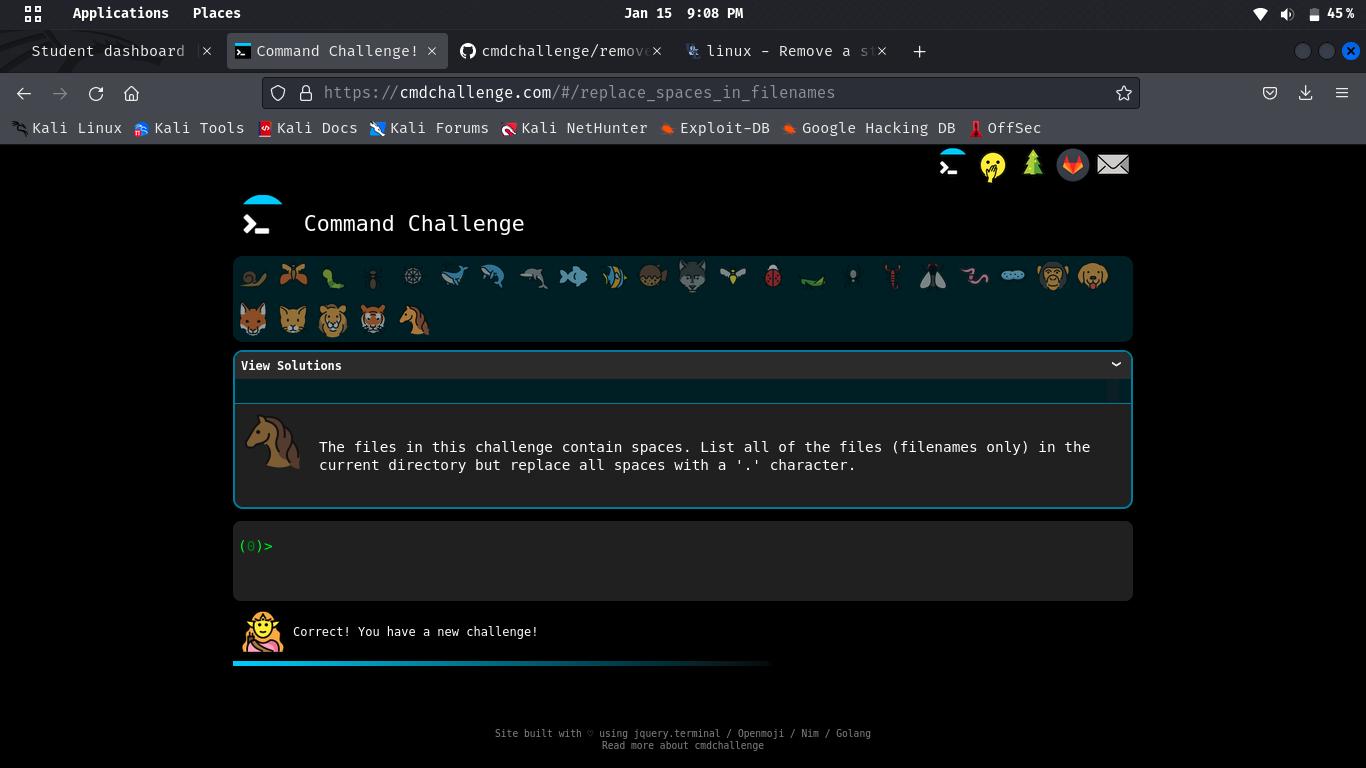 Applications Places Jan 15 9:08 PM 45%
Student dashboard Command Challenge! cmdchallenge/remove linux - Remove a st
https://cmdchallenge.com/#/replace_spaces_in_filenames
Kali Linux Kali Tools Kali Docs Kali Forums Kali NetHunter Exploit-DB Google Hacking DB OffSec
Command Challenge
View Solutions
The files in this challenge contain spaces. List all of the files (filenames only) in the
current directory but replace all spaces with a '.' character.
(0)>
Correct! You have a new challenge!
Site built with ♡ using jquery.terminal / Openmoji / Nim / Golang
Read more about cmdchallenge